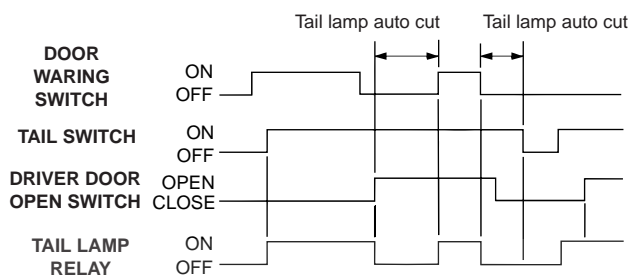 Tail lamp auto cut Tail lamp auto cut
DOOR
WARING
SWITCH
ON
OFF
TAIL SWITCH
ON
OFF
DRIVER DOOR
OPEN SWITCH
OPEN
CLOSE
TAIL LAMP
RELAY
ON
OFF